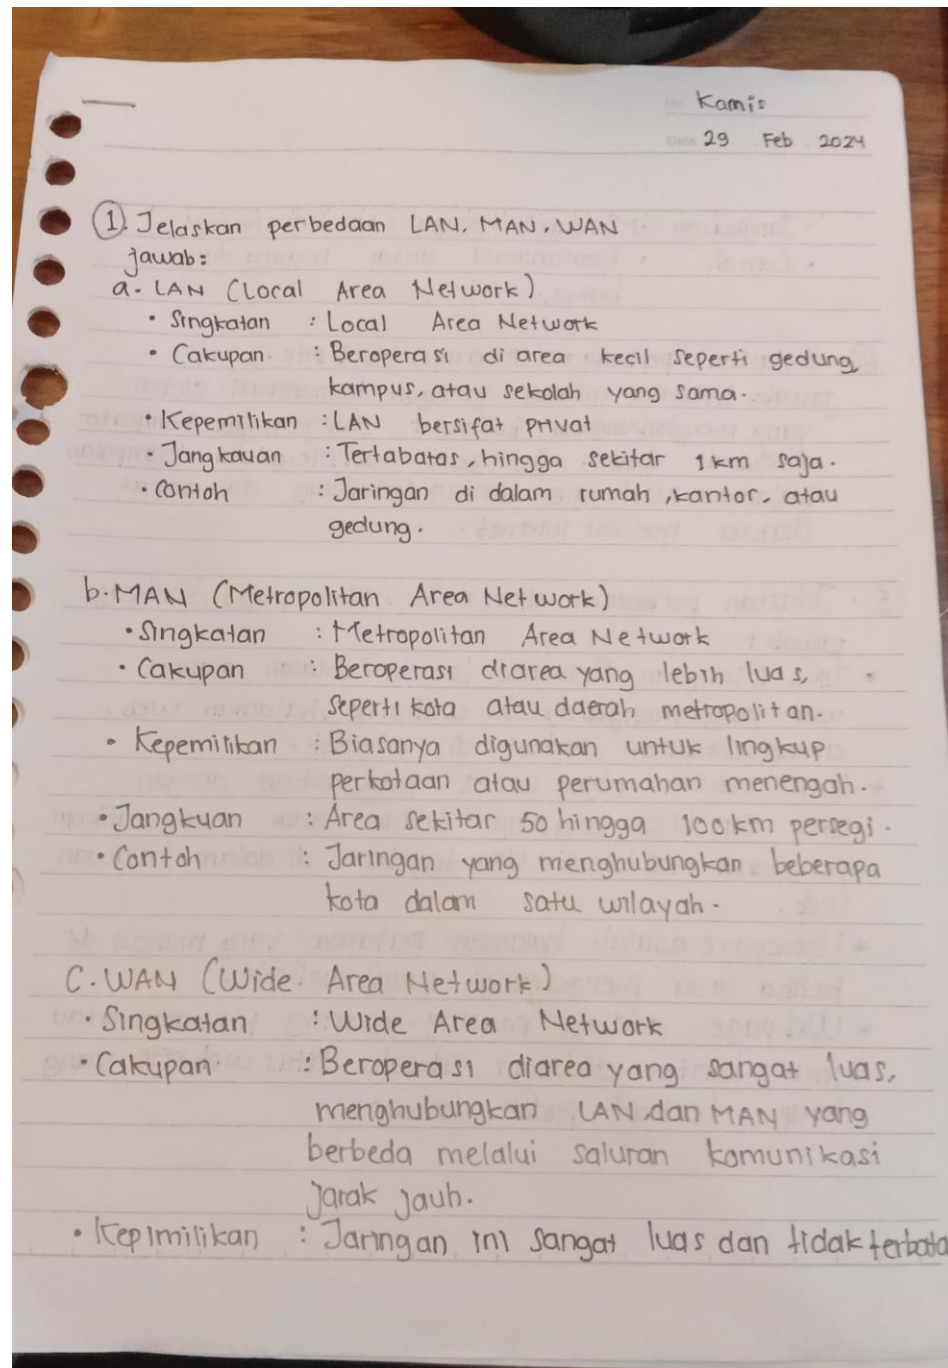 No. Kamis
Date 29 Feb 2024
1. Jelaskan perbedaan LAN, MAN, WAN
jawab:
a. LAN (Local Area Network)
• Singkatan : Local Area Network
• Cakupan : Beroperasi di area kecil seperti gedung,
kampus, atau sekolah yang sama.
• Kepemilikan : LAN bersifat privat
• Jangkauan : Tertabatas, hingga sekitar 1 km saja.
• Contoh : Jaringan di dalam rumah, kantor, atau
gedung.
b. MAN (Metropolitan Area Network)
• Singkatan : Metropolitan Area Network
• Cakupan : Beroperasi diarea yang lebih luas,
seperti kota atau daerah metropolitan.
• Kepemilikan : Biasanya digunakan untuk lingkup
perkotaan atau perumahan menengah.
• Jangkuan : Area sekitar 50 hingga 100 km persegi.
• Contoh : Jaringan yang menghubungkan beberapa
kota dalam satu wilayah.
C. WAN (Wide Area Network)
• Singkatan : Wide Area Network
• Cakupan : Beroperasi diarea yang sangat luas,
menghubungkan LAN dan MAN yang
berbeda melalui saluran komunikasi
jarak jauh.
• Kepimilikan : Jaringan ini sangat luas dan tidak terbata